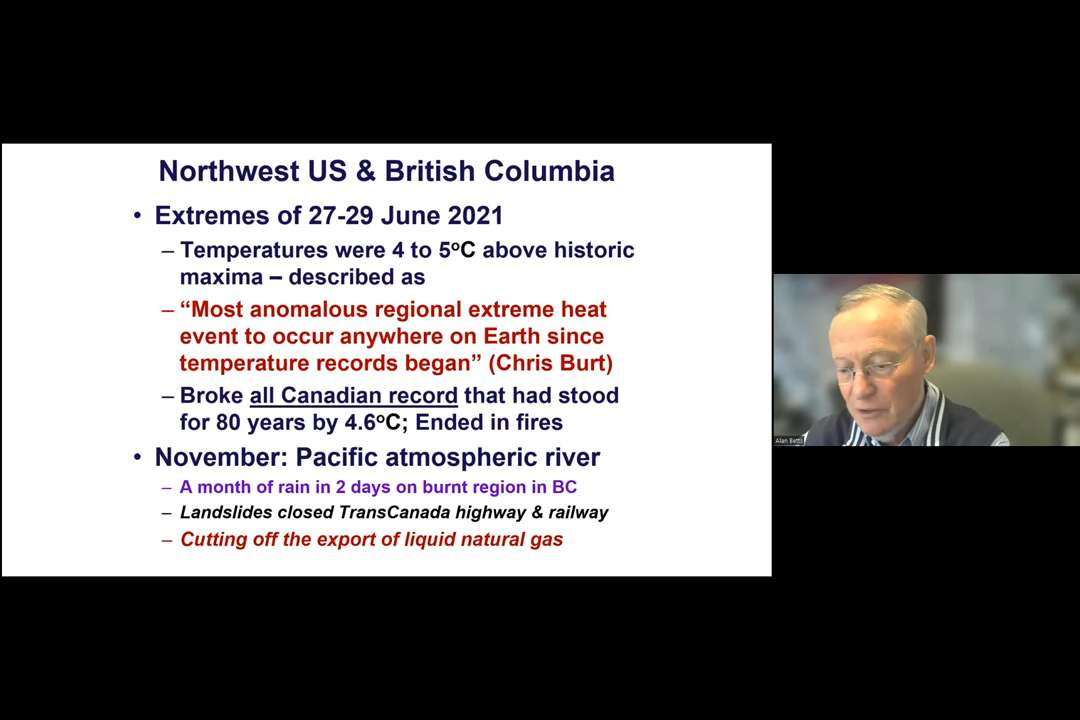 Northwest US & British Columbia
• Extremes of 27-29 June 2021
– Temperatures were 4 to 5ºC above historic
maxima – described as
– “Most anomalous regional extreme heat
event to occur anywhere on Earth since
temperature records began” (Chris Burt)
– Broke all Canadian record that had stood
for 80 years by 4.6ºC; Ended in fires
• November: Pacific atmospheric river
– A month of rain in 2 days on burnt region in BC
– Landslides closed TransCanada highway & railway
– Cutting off the export of liquid natural gas
Alan Betts